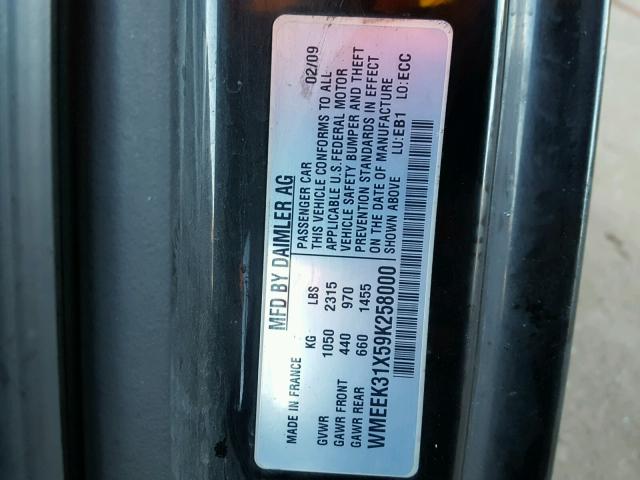 MFD BY DAIMLER AG
MADE IN FRANCE
02/09
KG LBS
GVWR 1050 2315
GAWR FRONT 440 970
GAWR REAR 660 1455
PASSENGER CAR
THIS VEHICLE CONFORMS TO ALL
APPLICABLE U.S.FEDERAL MOTOR
VEHICLE SAFETY BUMPER AND THEFT
PREVENTION STANDARDS IN EFFECT
ON THE DATE OF MANUFACTURE
SHOWN ABOVE
LU:EB1 LO:ECC
WMEEK31X59K258000